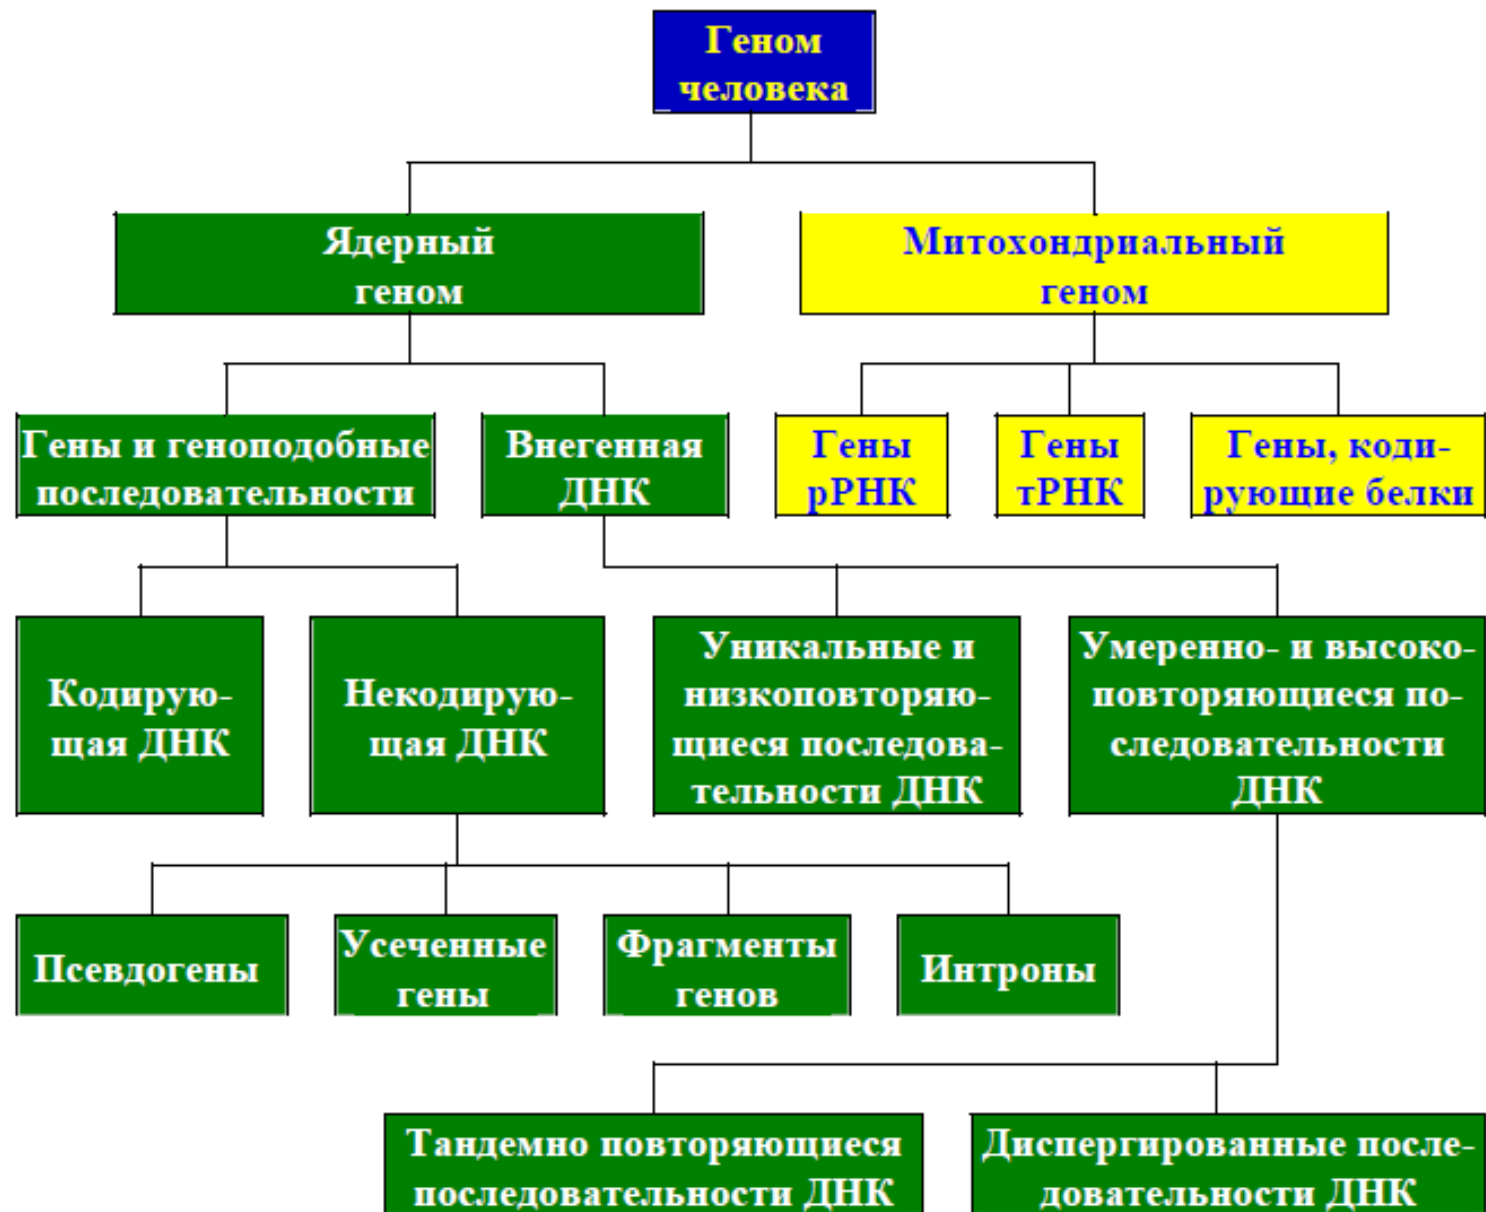 Геном
человека
Ядерный
геном
Митохондриальный
геном
Гены и геноподобные
последовательности
Внегенная
ДНК
Гены
рРНК
Гены
тРНК
Гены, коди-
рующие белки
Кодирую-
щая ДНК
Некодирую-
щая ДНК
Уникальные и
низкоповторяю-
щиеся последова-
тельности ДНК
Умеренно- и высоко-
повторяющиеся по-
следовательности
ДНК
Псевдогены
Усеченные
гены
Фрагменты
генов
Интроны
Тандемно повторяющиеся
последовательности ДНК
Диспергированные после-
довательности ДНК